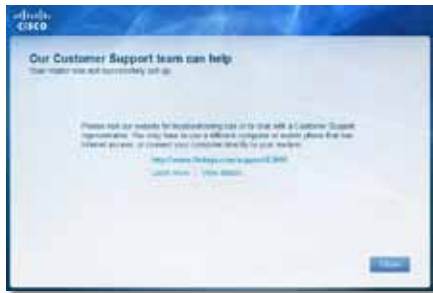 CISCO
Our Customer Support team can help
Your router was not successfully set up.
Please visit our website for troubleshooting tips or to chat with a Customer Support
representative. You may have to use a different computer or mobile phone that has
Internet access, or connect your computer directly to your modem.
Learn more | View details